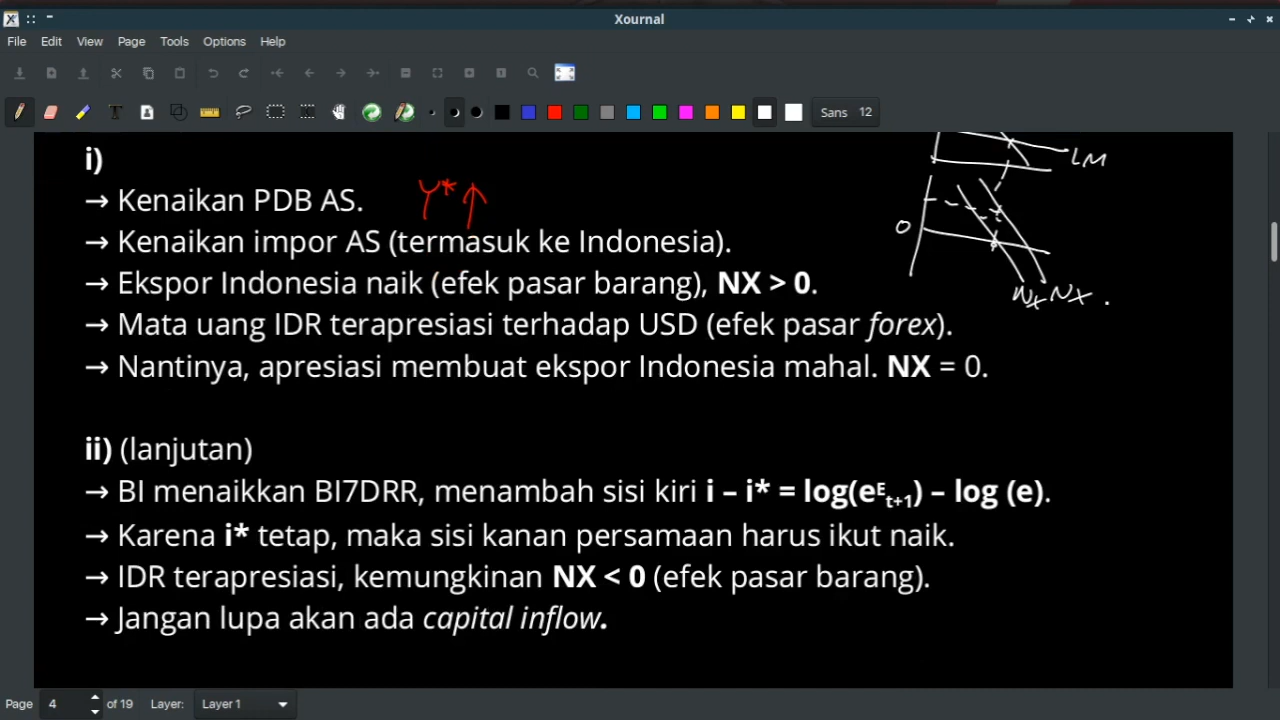 Xournal
File Edit View Page Tools Options Help
Sans 12
i)
→ Kenaikan PDB AS. Y* ↑
→ Kenaikan impor AS (termasuk ke Indonesia).
→ Ekspor Indonesia naik (efek pasar barang), NX > 0.
→ Mata uang IDR terapresiasi terhadap USD (efek pasar forex).
→ Nantinya, apresiasi membuat ekspor Indonesia mahal. NX = 0.
LM
0
NX NX .
ii) (lanjutan)
→ BI menaikkan BI7DRR, menambah sisi kiri i – i* = log(eᴱt+1) – log (e).
→ Karena i* tetap, maka sisi kanan persamaan harus ikut naik.
→ IDR terapresiasi, kemungkinan NX < 0 (efek pasar barang).
→ Jangan lupa akan ada capital inflow.
Page 4 of 19 Layer: Layer 1